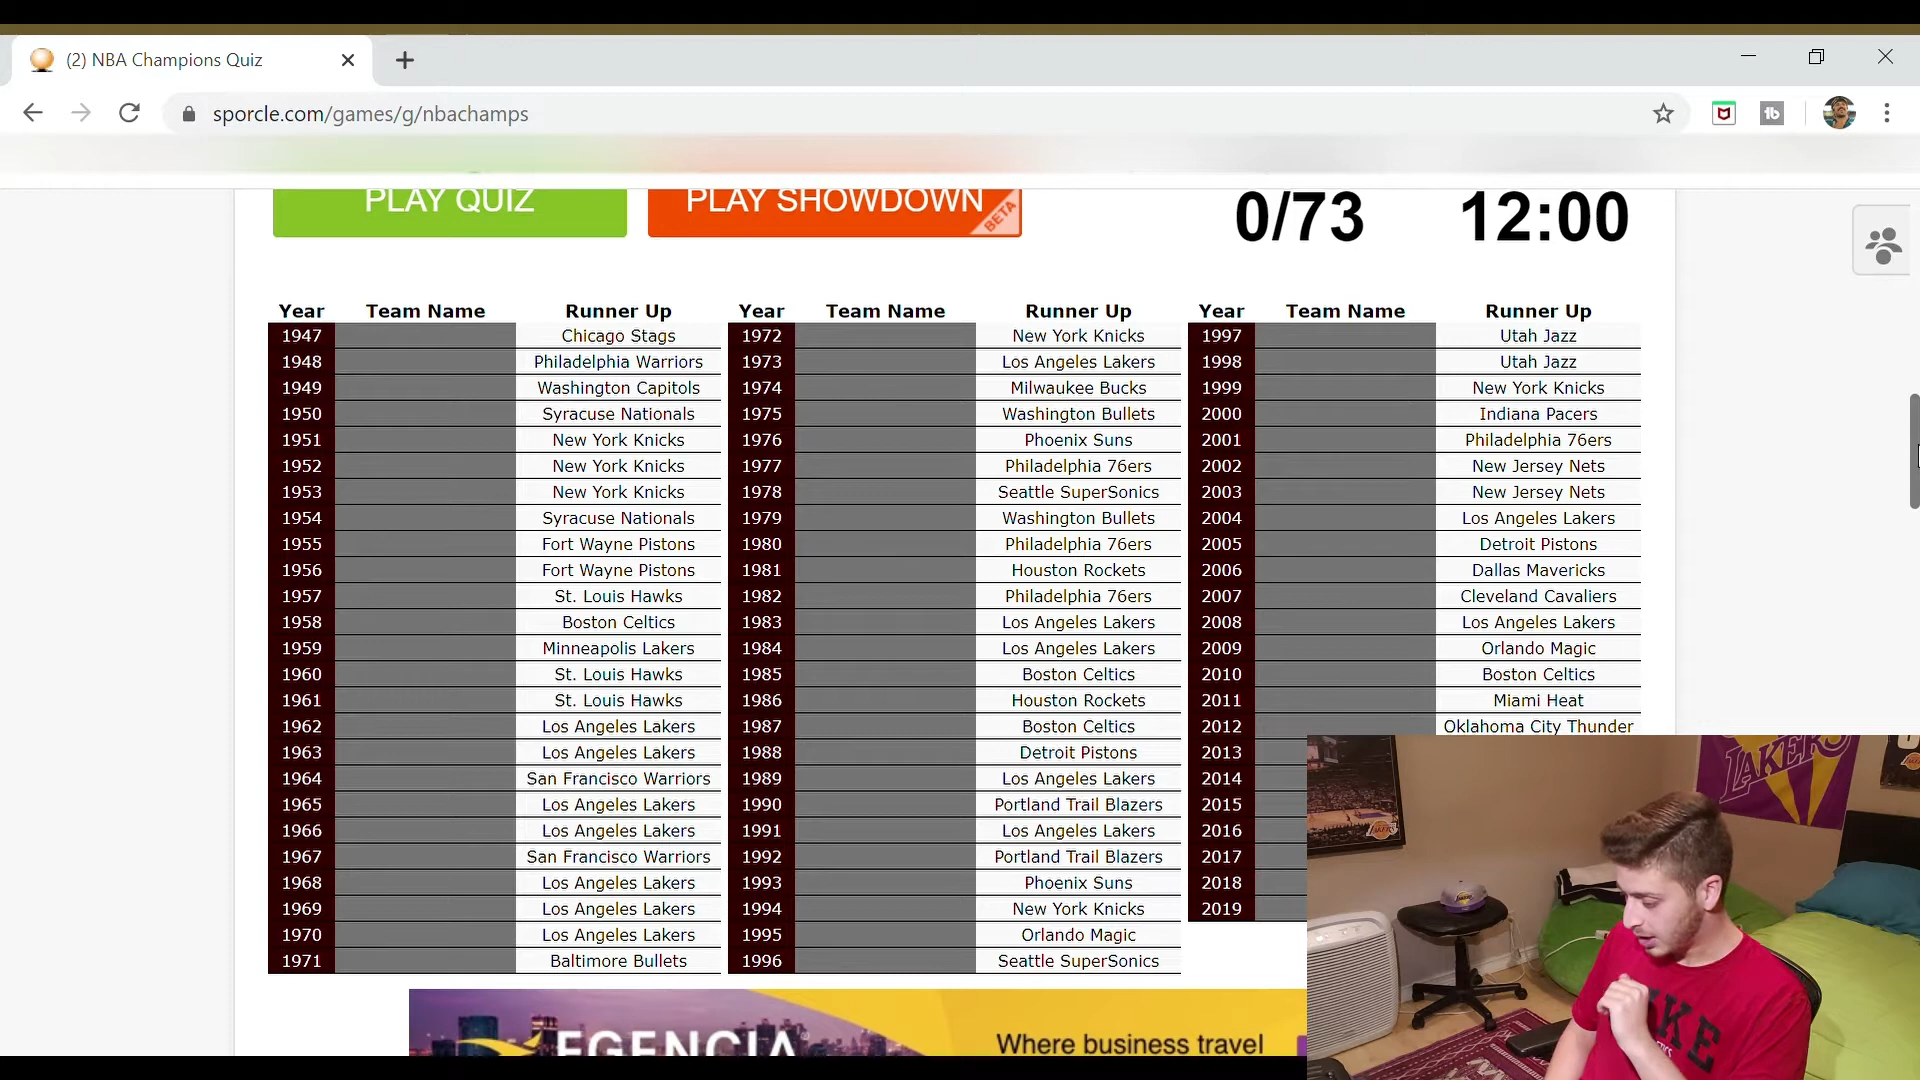 (2) NBA Champions Quiz
sporcle.com/games/g/nbachamps
PLAY QUIZ
PLAY SHOWDOWN
BETA
0/73
12:00
Year Team Name Runner Up Year Team Name Runner Up Year Team Name Runner Up
1947 Chicago Stags 1972 New York Knicks 1997 Utah Jazz
1948 Philadelphia Warriors 1973 Los Angeles Lakers 1998 Utah Jazz
1949 Washington Capitols 1974 Milwaukee Bucks 1999 New York Knicks
1950 Syracuse Nationals 1975 Washington Bullets 2000 Indiana Pacers
1951 New York Knicks 1976 Phoenix Suns 2001 Philadelphia 76ers
1952 New York Knicks 1977 Philadelphia 76ers 2002 New Jersey Nets
1953 New York Knicks 1978 Seattle SuperSonics 2003 New Jersey Nets
1954 Syracuse Nationals 1979 Washington Bullets 2004 Los Angeles Lakers
1955 Fort Wayne Pistons 1980 Philadelphia 76ers 2005 Detroit Pistons
1956 Fort Wayne Pistons 1981 Houston Rockets 2006 Dallas Mavericks
1957 St. Louis Hawks 1982 Philadelphia 76ers 2007 Cleveland Cavaliers
1958 Boston Celtics 1983 Los Angeles Lakers 2008 Los Angeles Lakers
1959 Minneapolis Lakers 1984 Los Angeles Lakers 2009 Orlando Magic
1960 St. Louis Hawks 1985 Boston Celtics 2010 Boston Celtics
1961 St. Louis Hawks 1986 Houston Rockets 2011 Miami Heat
1962 Los Angeles Lakers 1987 Boston Celtics 2012 Oklahoma City Thunder
1963 Los Angeles Lakers 1988 Detroit Pistons 2013
1964 San Francisco Warriors 1989 Los Angeles Lakers 2014
1965 Los Angeles Lakers 1990 Portland Trail Blazers 2015
1966 Los Angeles Lakers 1991 Los Angeles Lakers 2016
1967 San Francisco Warriors 1992 Portland Trail Blazers 2017
1968 Los Angeles Lakers 1993 Phoenix Suns 2018
1969 Los Angeles Lakers 1994 New York Knicks 2019
1970 Los Angeles Lakers 1995 Orlando Magic
1971 Baltimore Bullets 1996 Seattle SuperSonics
LAKERS
EGENCIA
Where business travel